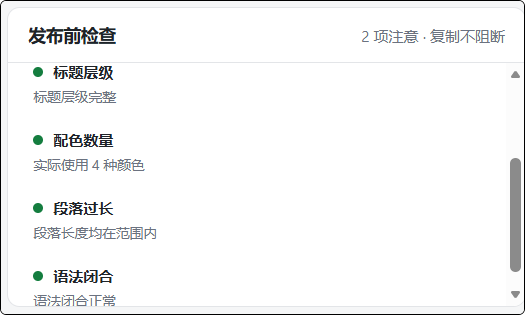 发布前检查
2 项注意 · 复制不阻断
标题层级
标题层级完整
配色数量
实际使用 4 种颜色
段落过长
段落长度均在范围内
语法闭合
语法闭合正常